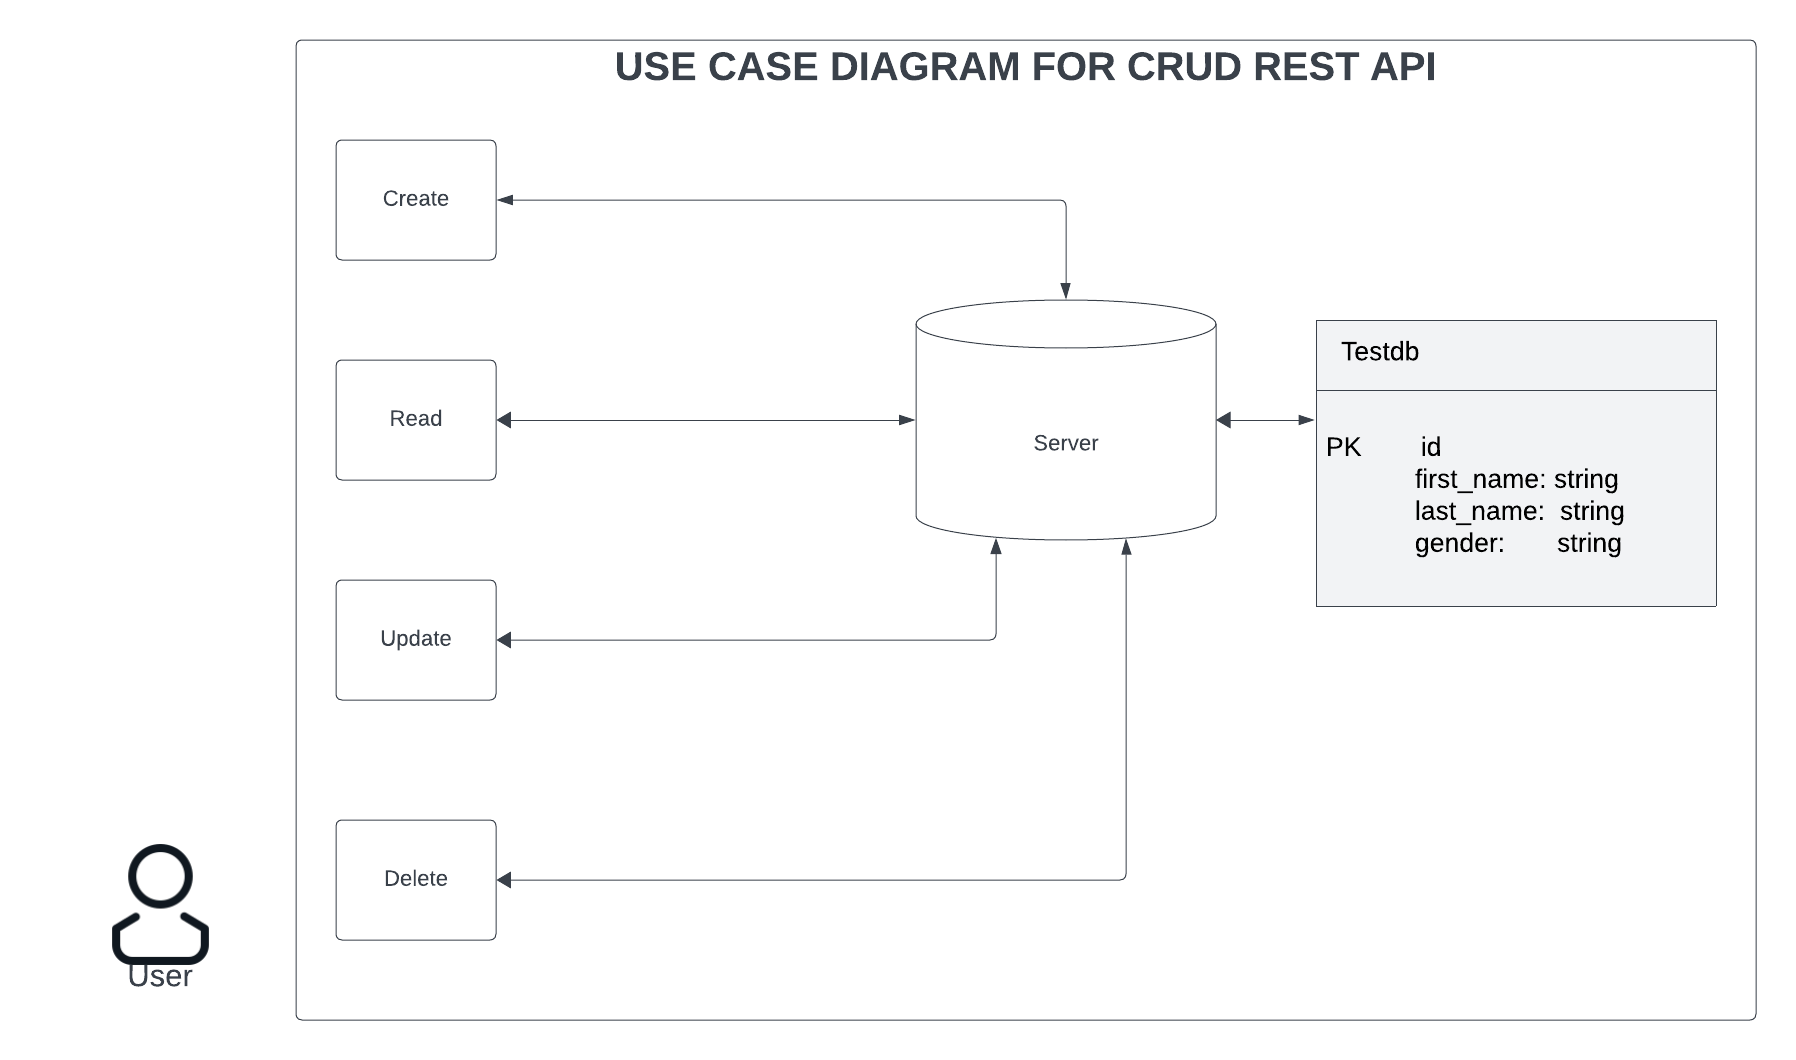 USE CASE DIAGRAM FOR CRUD REST API
Create
Read
Server
Testdb
PK id
first_name: string
last_name: string
gender: string
Update
Delete
User